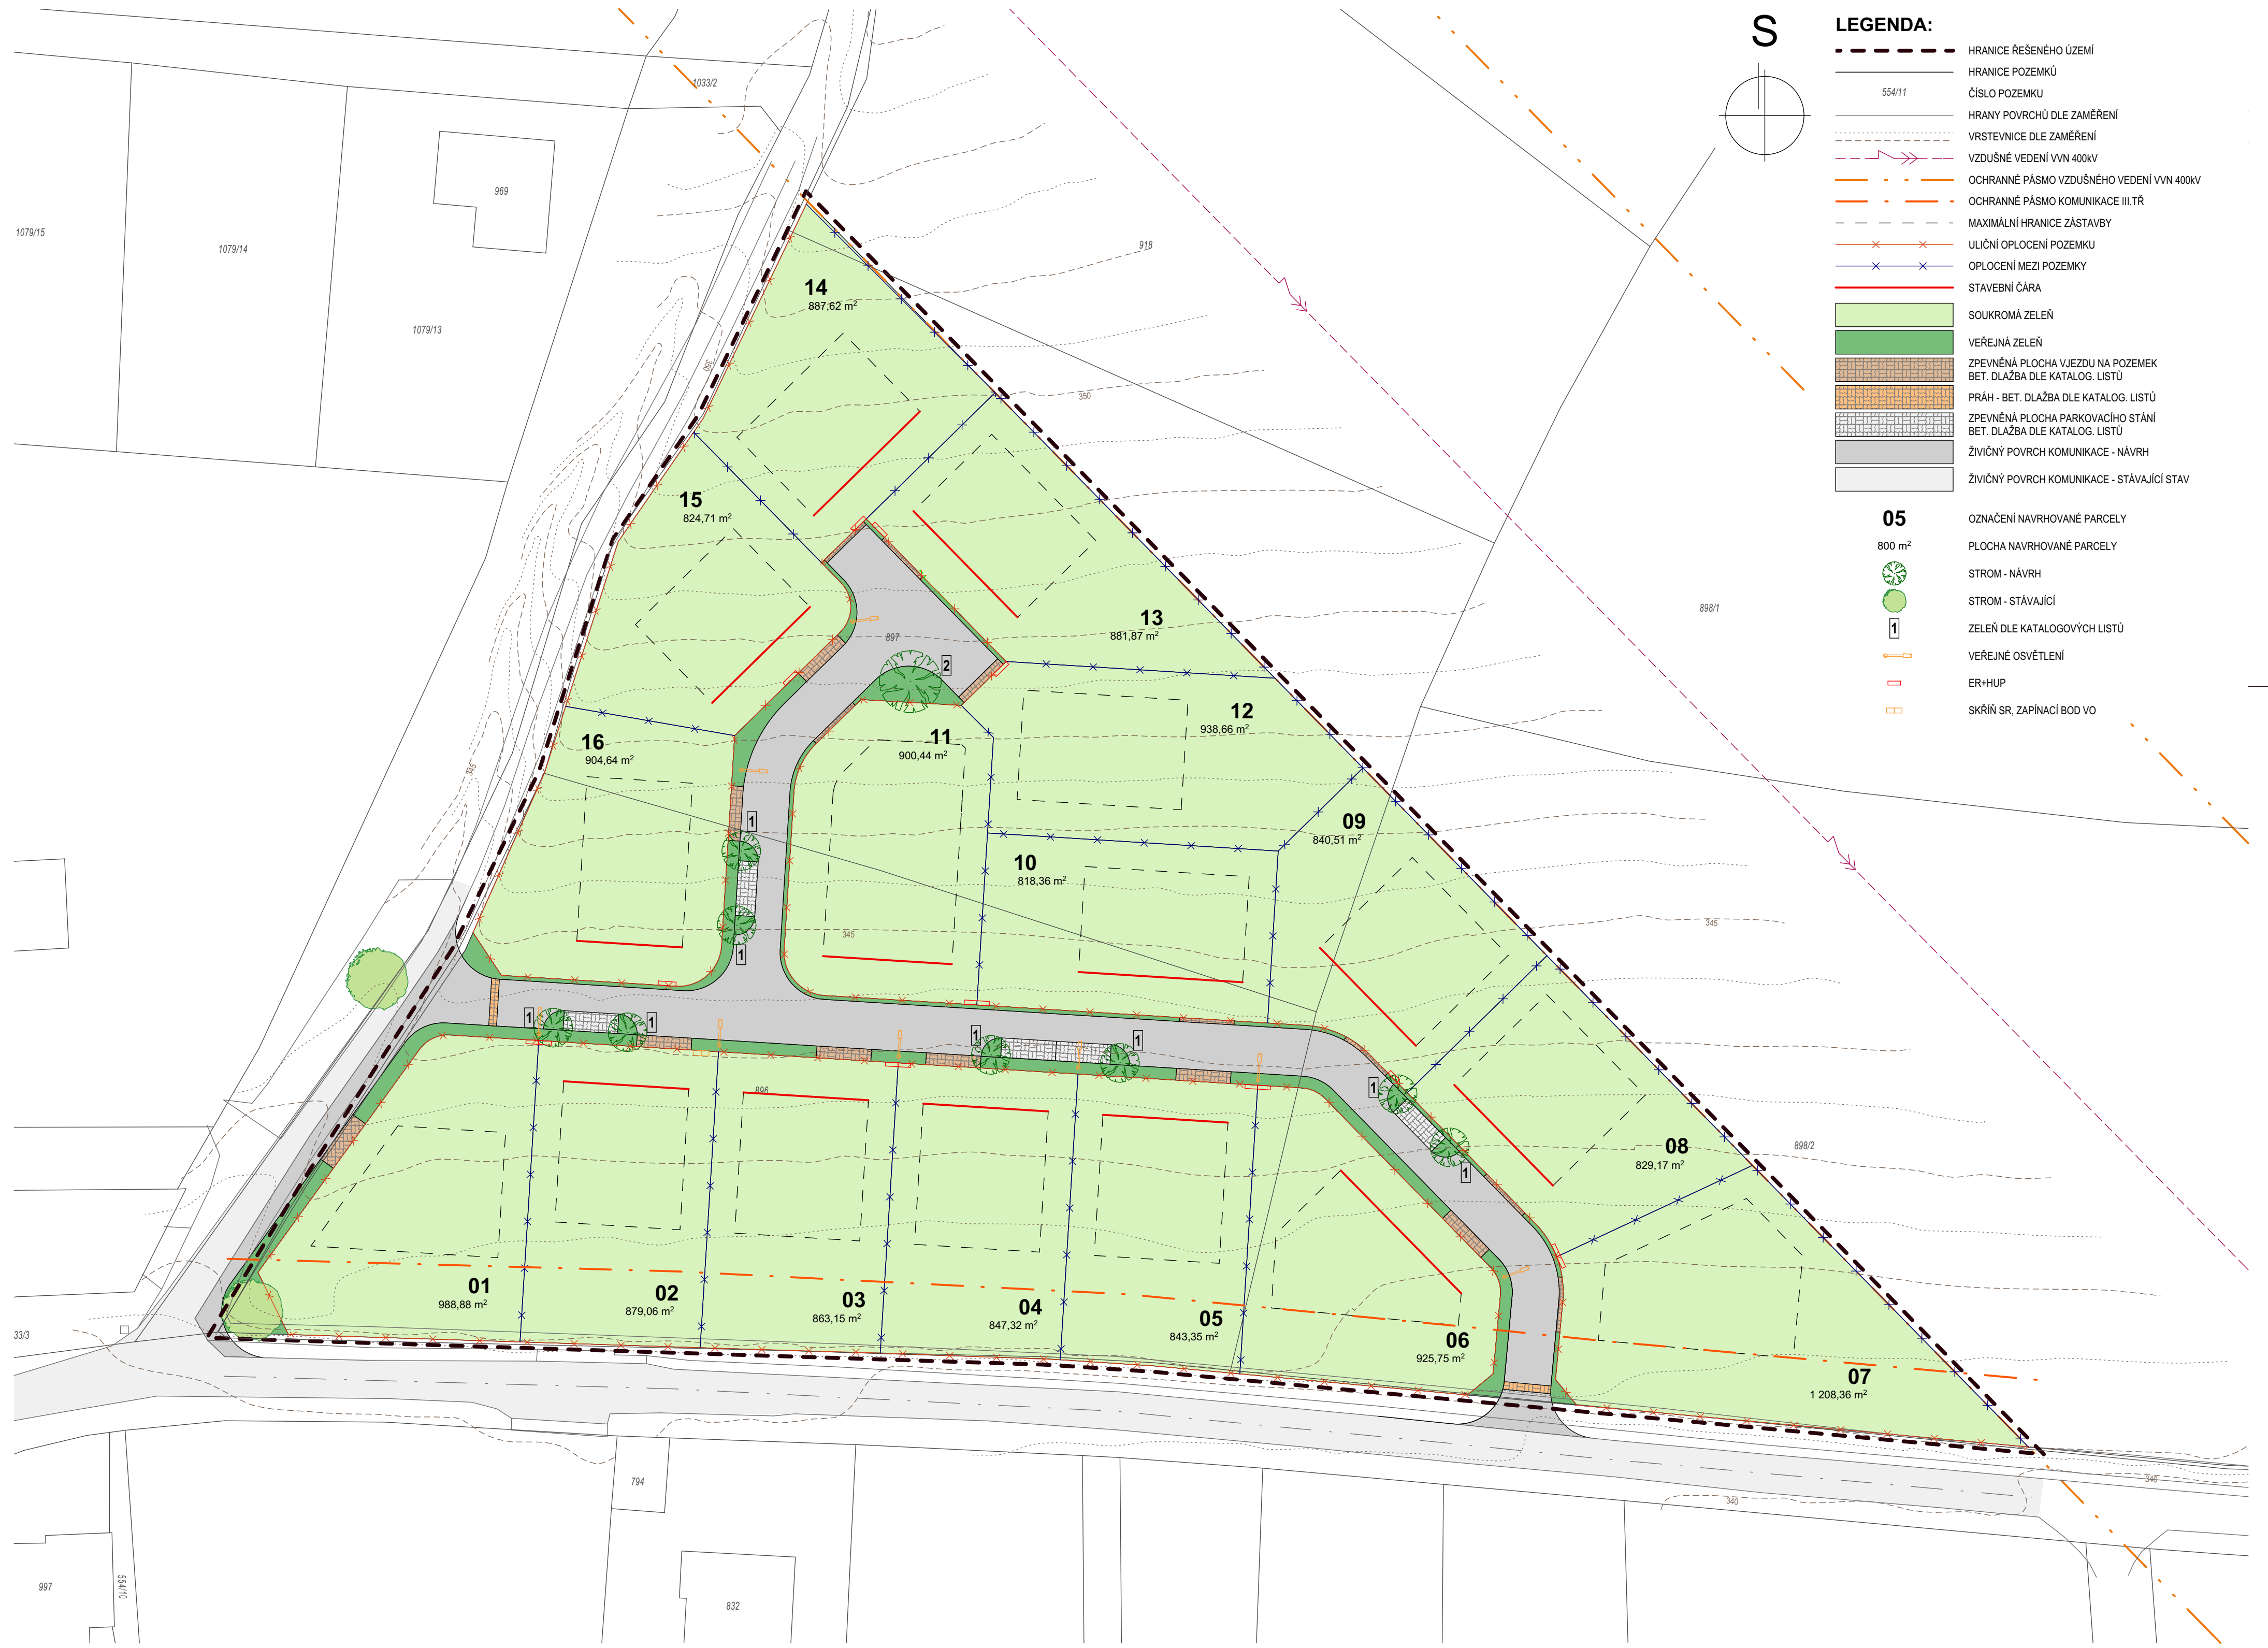 S
LEGENDA:
HRANICE ŘEŠENÉHO ÚZEMÍ
HRANICE POZEMKŮ
554/11
ČÍSLO POZEMKU
HRANY POVRCHŮ DLE ZAMĚŘENÍ
VRSTEVNICE DLE ZAMĚŘENÍ
VZDUŠNÉ VEDENÍ VVN 400kV
OCHRANNÉ PÁSMO VZDUŠNÉHO VEDENÍ VVN 400kV
OCHRANNÉ PÁSMO KOMUNIKACE III.TŘ
MAXIMÁLNÍ HRANICE ZÁSTAVBY
ULIČNÍ OPLOCENÍ POZEMKU
OPLOCENÍ MEZI POZEMKY
STAVEBNÍ ČÁRA
SOUKROMÁ ZELEŇ
VEŘEJNÁ ZELEŇ
ZPEVNĚNÁ PLOCHA VJEZDU NA POZEMEK
BET. DLAŽBA DLE KATALOG. LISTŮ
PRÁH - BET. DLAŽBA DLE KATALOG. LISTŮ
ZPEVNĚNÁ PLOCHA PARKOVACÍHO STÁNÍ
BET. DLAŽBA DLE KATALOG. LISTŮ
ŽIVIČNÝ POVRCH KOMUNIKACE - NÁVRH
ŽIVIČNÝ POVRCH KOMUNIKACE - STÁVAJÍCÍ STAV
05
OZNAČENÍ NAVRHOVANÉ PARCELY
800 m²
PLOCHA NAVRHOVANÉ PARCELY
STROM - NÁVRH
STROM - STÁVAJÍCÍ
1
ZELEŇ DLE KATALOGOVÝCH LISTŮ
VEŘEJNÉ OSVĚTLENÍ
ER+HUP
SKŘÍŇ SR, ZAPÍNACÍ BOD VO
1033/2
969
1079/15
1079/14
1079/13
918
14
887,62 m²
350
350
15
824,71 m²
13
881,87 m²
898/1
897
2
12
938,66 m²
11
900,44 m²
16
904,64 m²
345
09
840,51 m²
1
10
818,36 m²
345
345
1
1
1
1
1
1
1
896
08
829,17 m²
898/2
01
988,88 m²
02
879,06 m²
03
863,15 m²
04
847,32 m²
05
843,35 m²
06
925,75 m²
07
1 208,36 m²
33/3
340
340
794
997
554/10
832